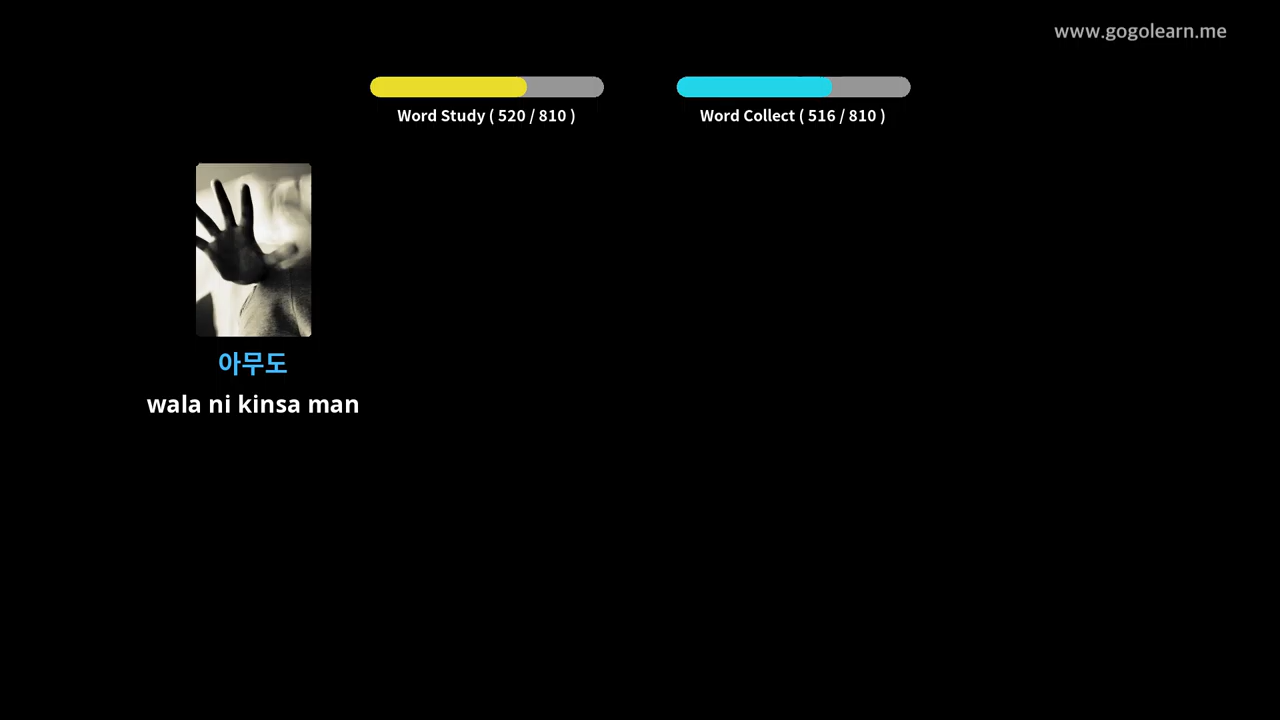 www.gogolearn.me
Word Study ( 520 / 810 )
Word Collect ( 516 / 810 )
아무도
wala ni kinsa man